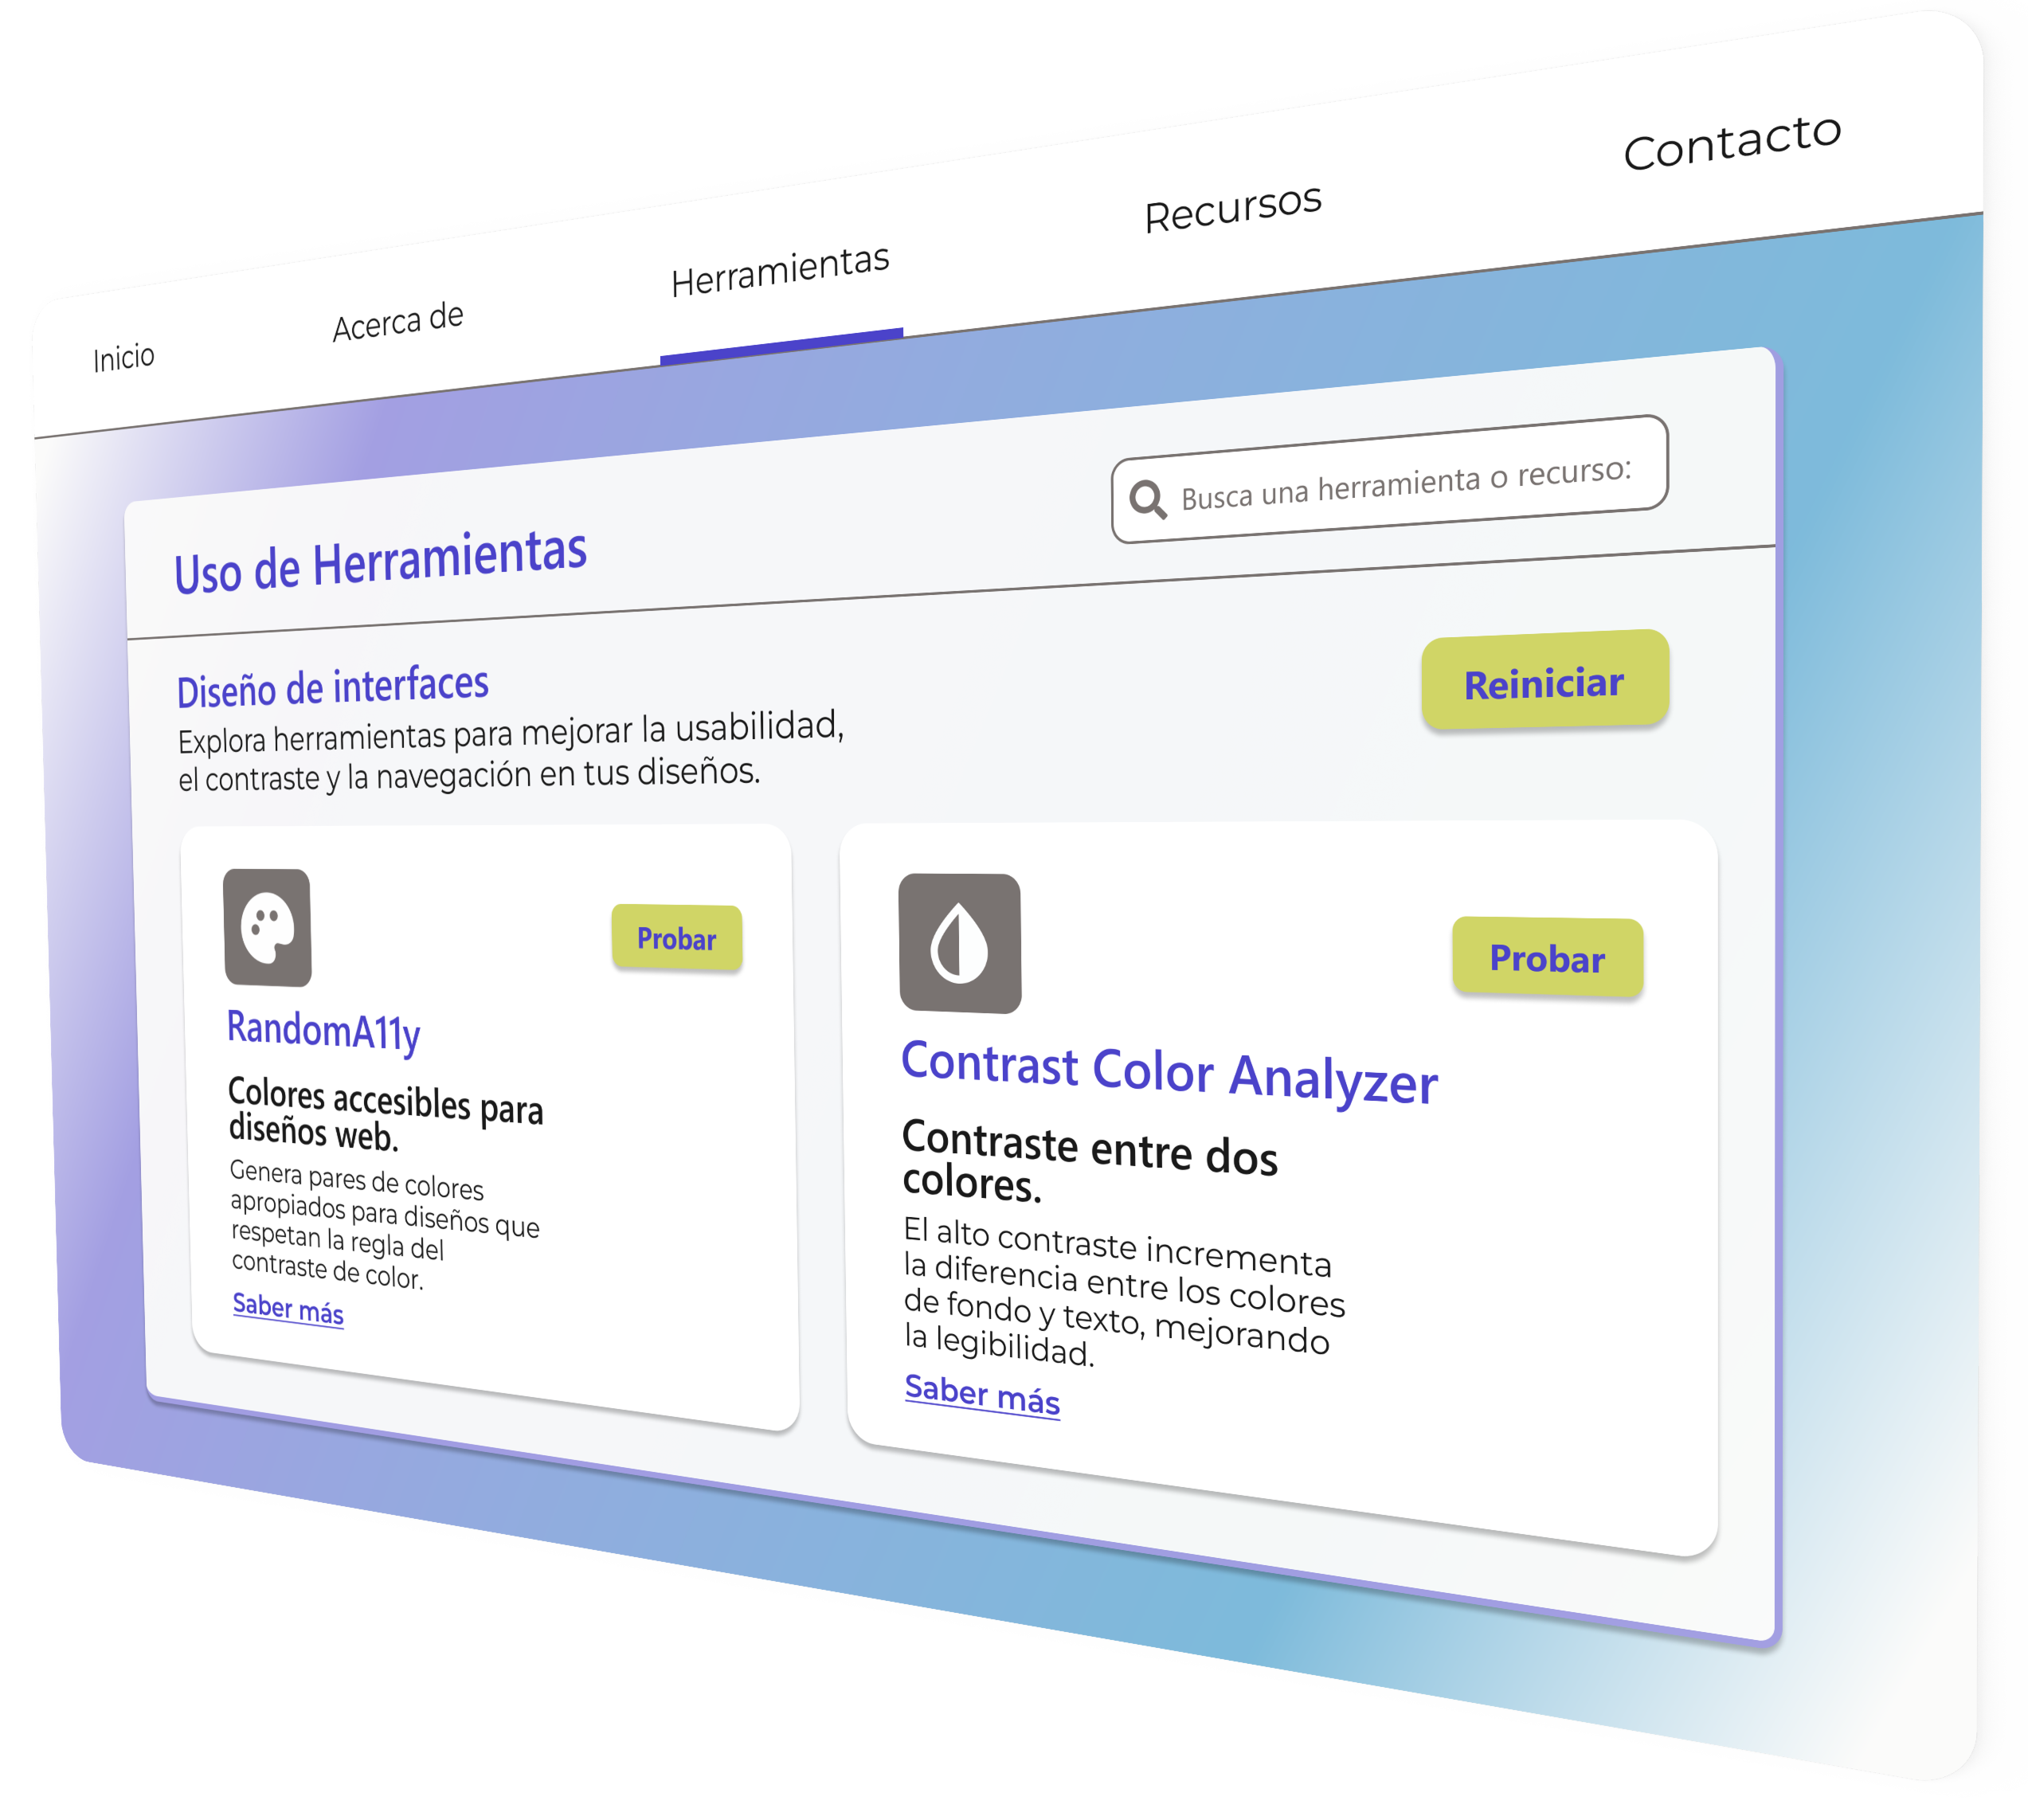 Inicio
Acerca de
Herramientas
Recursos
Contacto
Uso de Herramientas
Busca una herramienta o recurso:
Diseño de interfaces
Explora herramientas para mejorar la usabilidad,
el contraste y la navegación en tus diseños.
Reiniciar
Probar
RandomA11y
Colores accesibles para
diseños web.
Genera pares de colores
apropiados para diseños que
respetan la regla del
contraste de color.
Saber más
Probar
Contrast Color Analyzer
Contraste entre dos
colores.
El alto contraste incrementa
la diferencia entre los colores
de fondo y texto, mejorando
la legibilidad.
Saber más